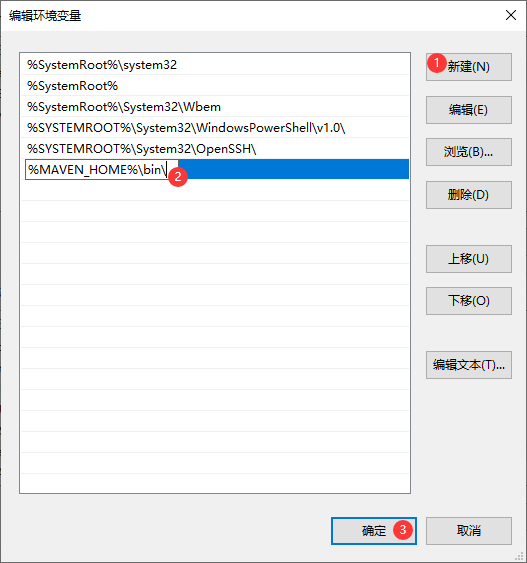 编辑环境变量
%SystemRoot%\system32
%SystemRoot%
%SystemRoot%\System32\Wbem
%SYSTEMROOT%\System32\WindowsPowerShell\v1.0\
%SYSTEMROOT%\System32\OpenSSH\
%MAVEN_HOME%\bin\
2
1
新建(N)
编辑(E)
浏览(B)...
删除(D)
上移(U)
下移(O)
编辑文本(T)...
确定
3
取消